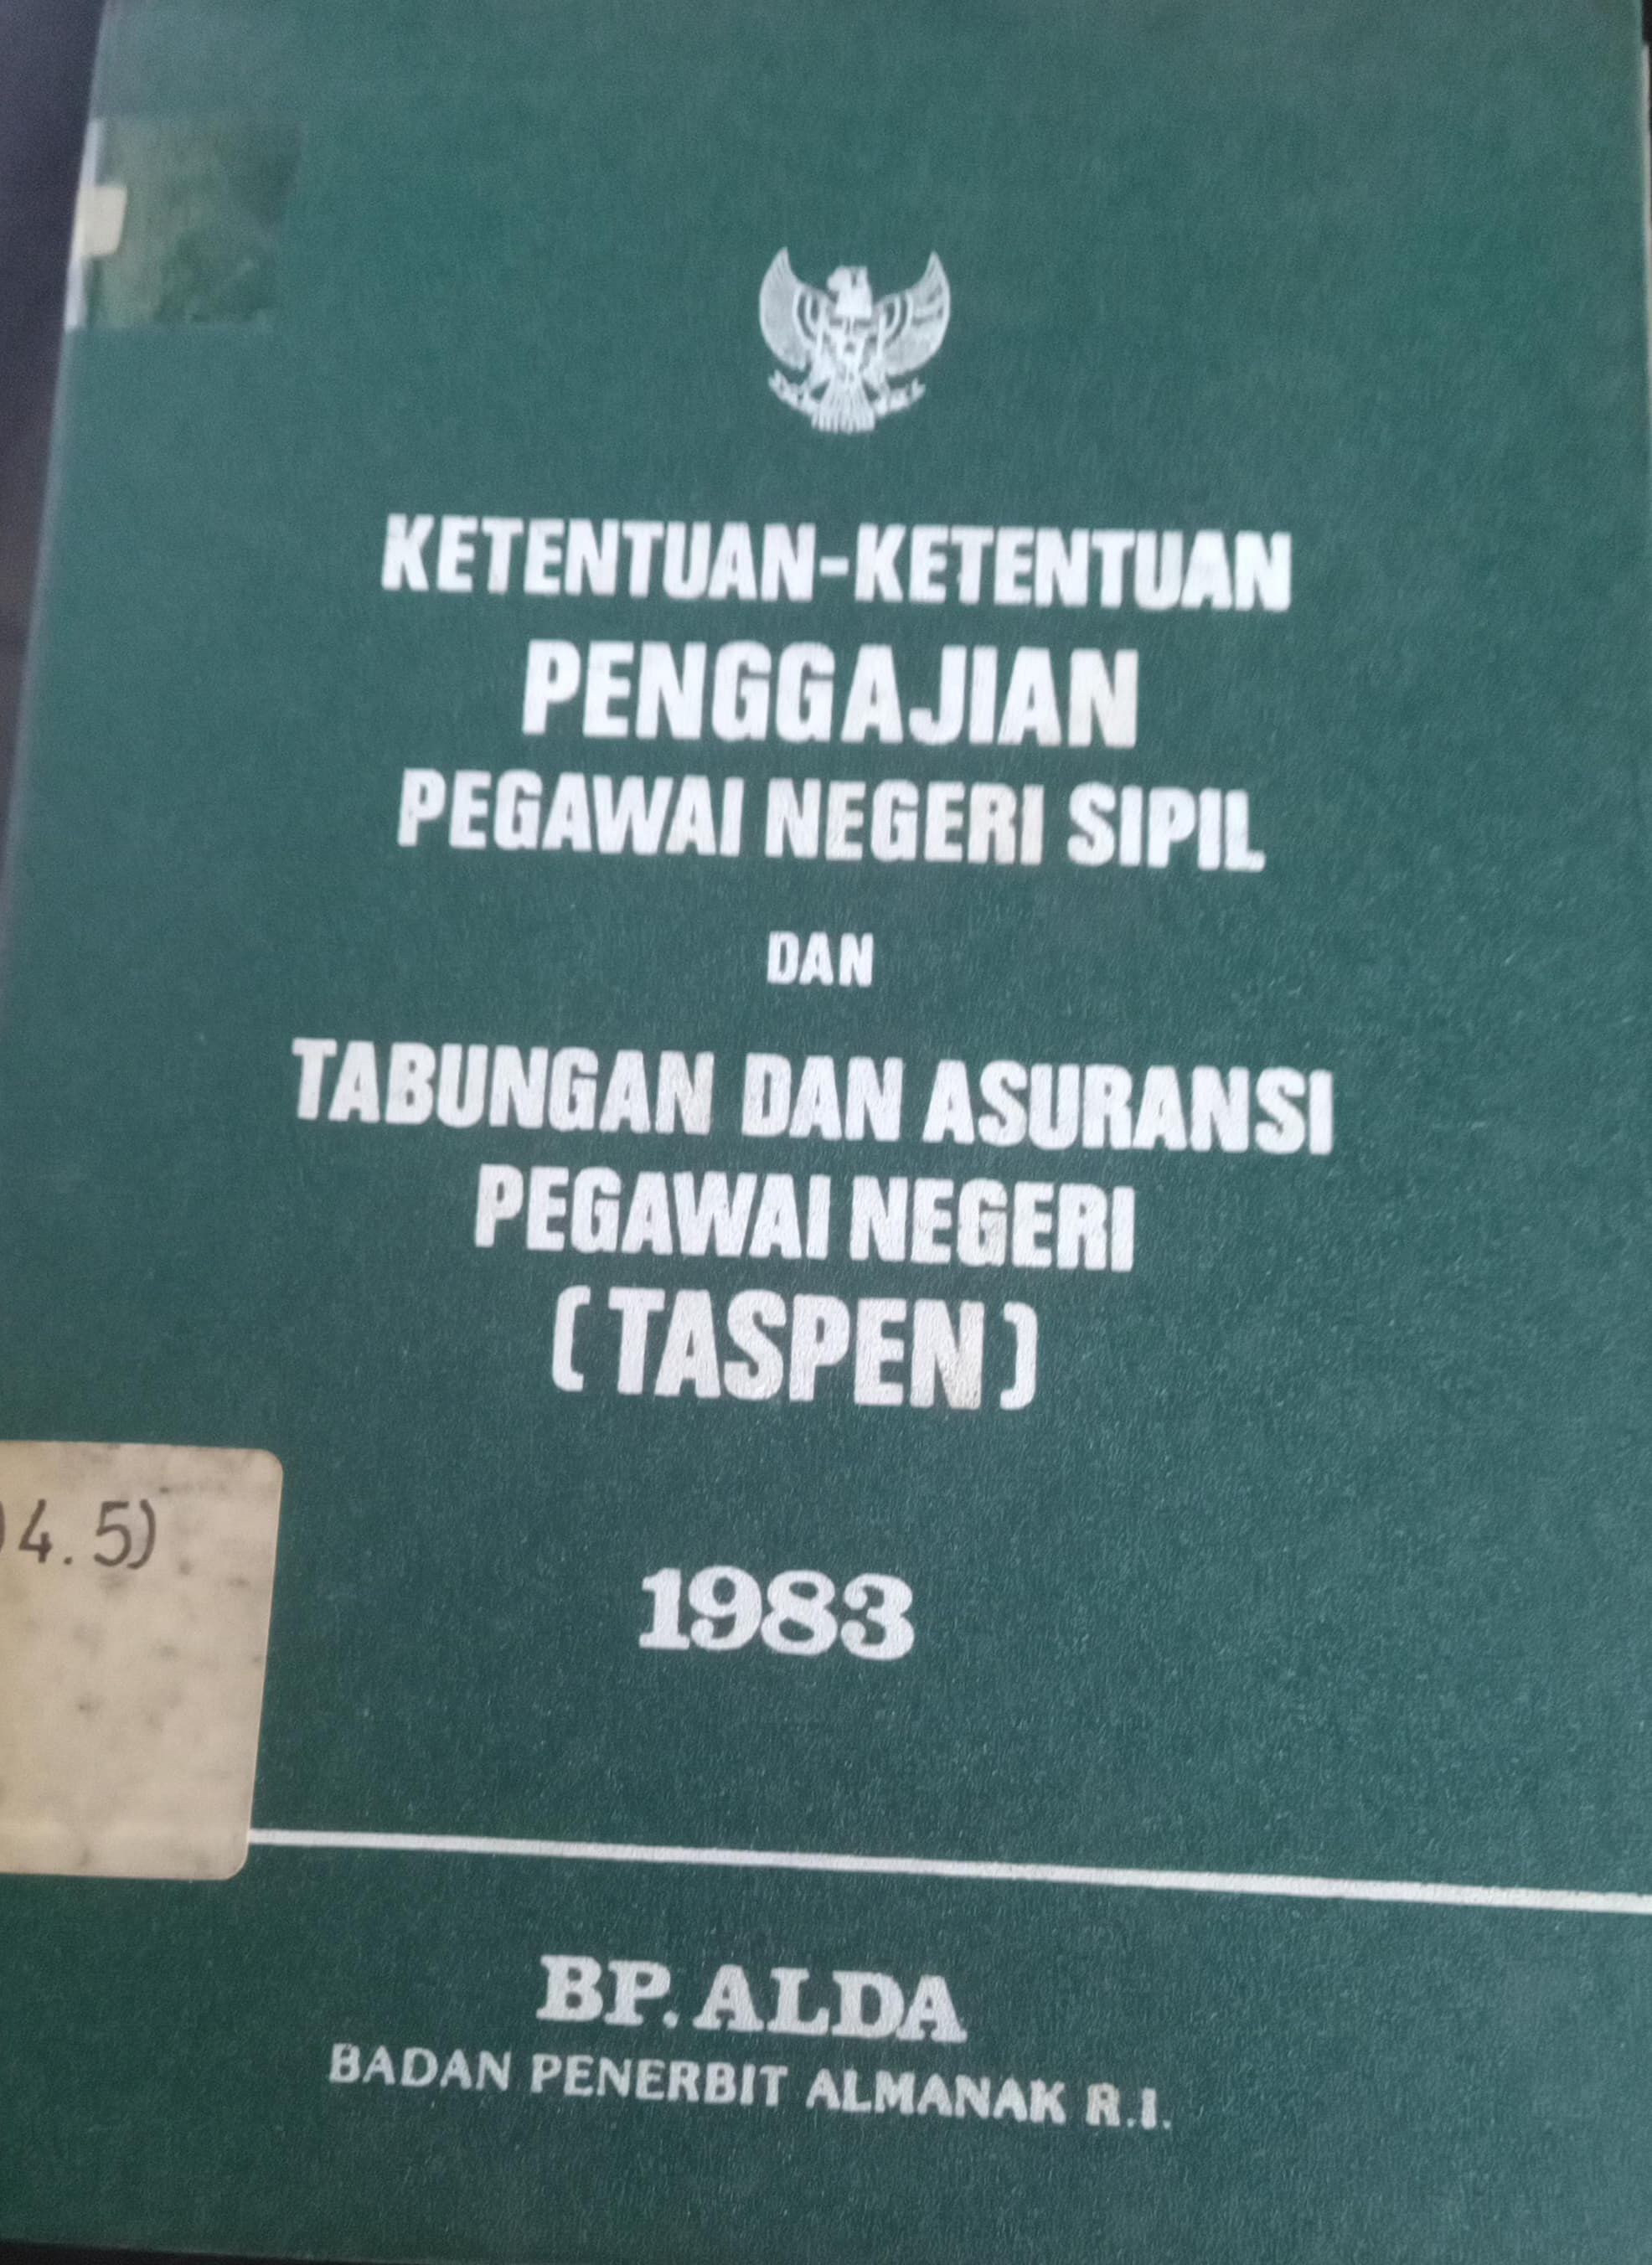 KETENTUAN-KETENTUAN
PENGGAJIAN
PEGAWAI NEGERI SIPIL
DAN
TABUNGAN DAN ASURANSI
PEGAWAI NEGERI
(TASPEN)
4.5)
1983
BP. ALDA
BADAN PENERBIT ALMANAK R.I.